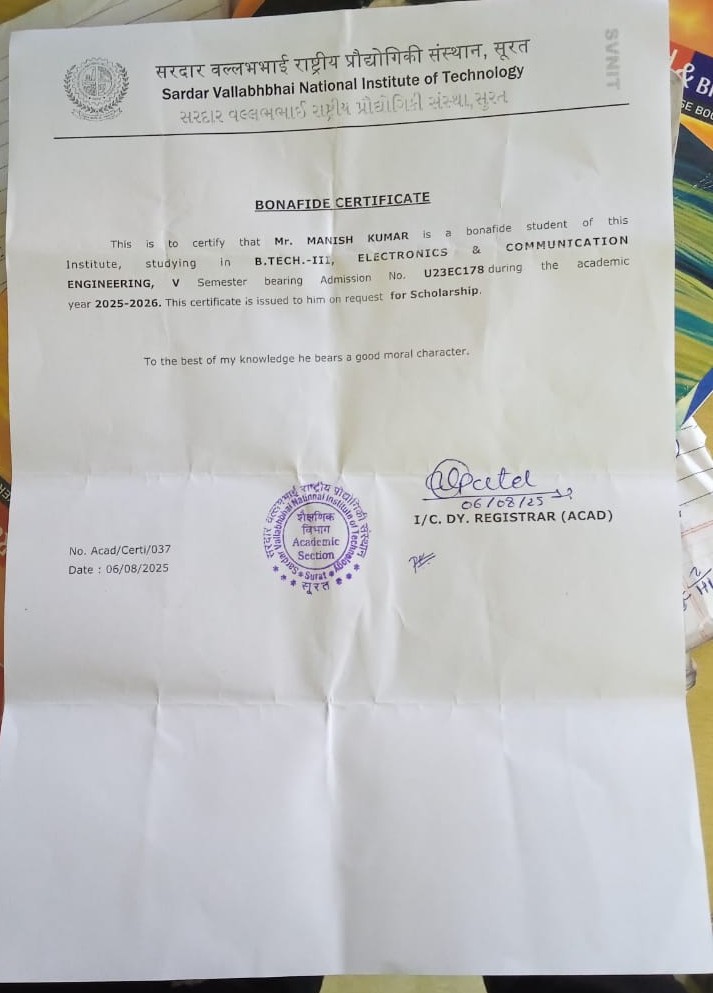 सरदार वल्लभभाई राष्ट्रीय प्रौद्योगिकी संस्थान, सूरत
Sardar Vallabhbhai National Institute of Technology
સરદાર વલ્લભભાઈ રાષ્ટ્રીય પ્રૌદ્યોગિકી સંસ્થા,સુરત
SVNIT
BONAFIDE CERTIFICATE
This is to certify that Mr. MANISH KUMAR is a bonafide student of this
Institute, studying in B.TECH.-III, ELECTRONICS & COMMUNICATION
ENGINEERING, V Semester bearing Admission No. U23EC178 during the academic
year 2025-2026. This certificate is issued to him on request for Scholarship.
To the best of my knowledge he bears a good moral character.
06/08/25
I/C. DY. REGISTRAR (ACAD)
सरदार वल्लभभाई राष्ट्रीय प्रौद्योगिकी संस्थान
Sardar Vallabhbhai National Institute of Technology
शैक्षणिक
विभाग
Academic
Section
Surat
सूरत
No. Acad/Certi/037
Date : 06/08/2025
& BI